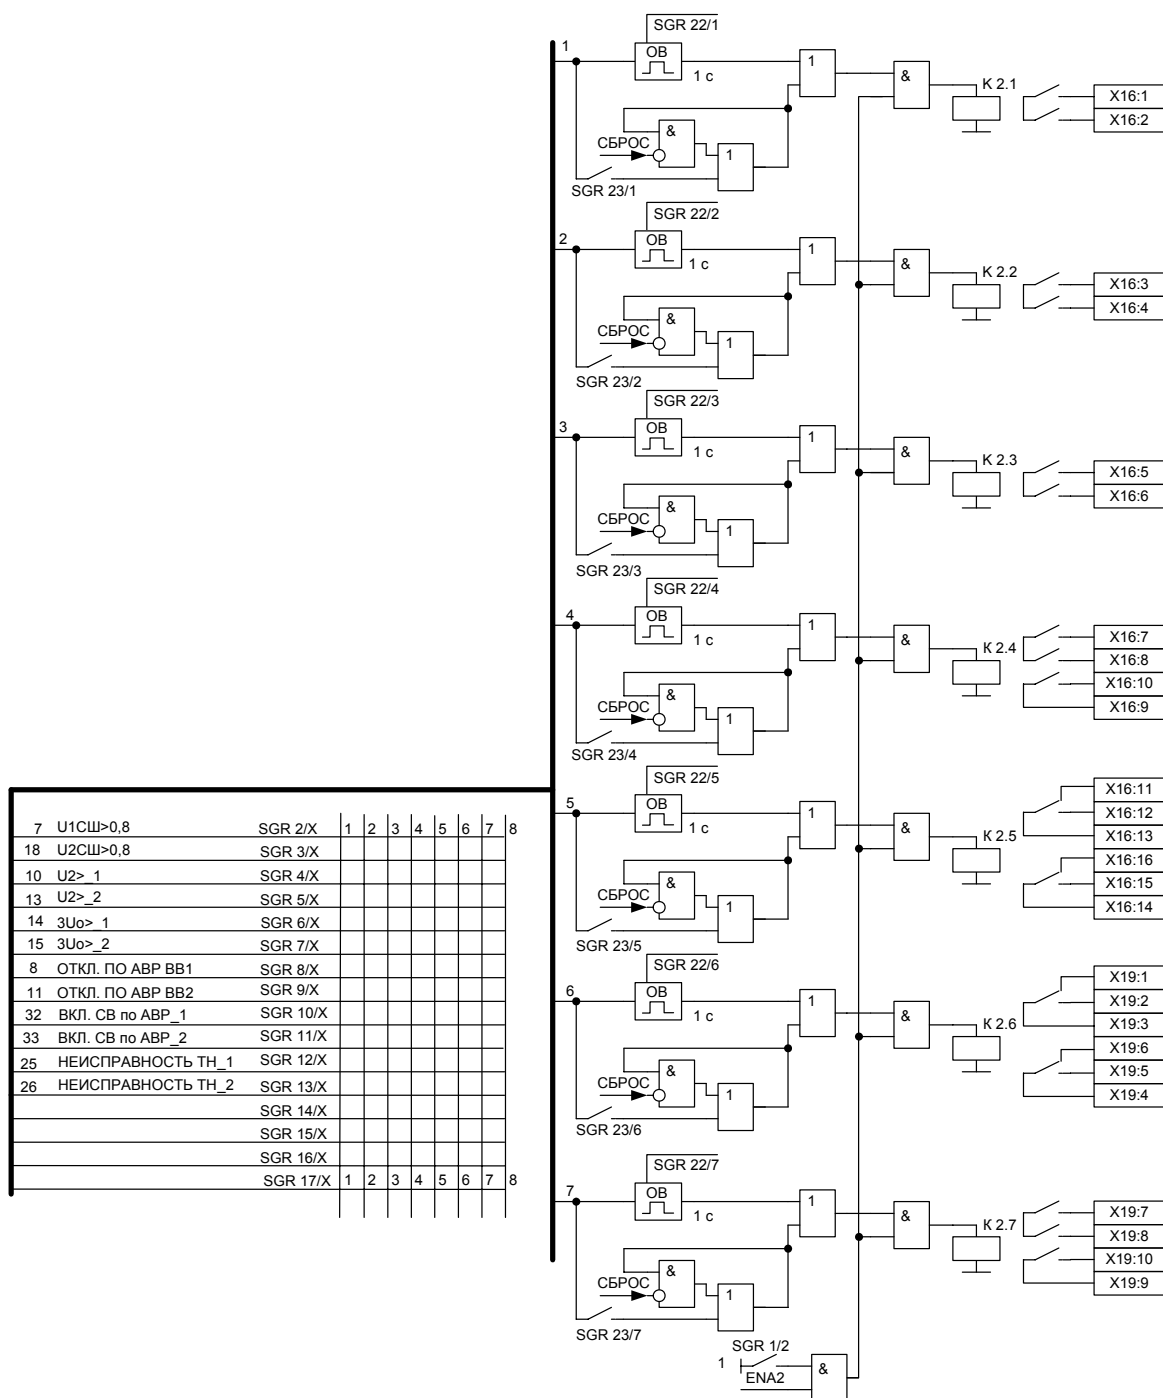 SGR 22/1
1
OB
1
&
1 с
К 2.1
X16:1
X16:2
&
СБРОС
1
SGR 23/1
SGR 22/2
2
OB
1
&
1 с
К 2.2
X16:3
X16:4
&
СБРОС
1
SGR 23/2
SGR 22/3
3
OB
1
&
1 с
К 2.3
X16:5
X16:6
&
СБРОС
1
SGR 23/3
SGR 22/4
4
OB
1
&
1 с
К 2.4
X16:7
X16:8
X16:10
X16:9
&
СБРОС
1
SGR 23/4
SGR 22/5
5
OB
1
&
1 с
К 2.5
X16:11
X16:12
X16:13
X16:16
X16:15
X16:14
&
СБРОС
1
SGR 23/5
SGR 22/6
6
OB
1
&
1 с
К 2.6
X19:1
X19:2
X19:3
X19:6
X19:5
X19:4
&
СБРОС
1
SGR 23/6
SGR 22/7
7
OB
1
&
1 с
К 2.7
X19:7
X19:8
X19:10
X19:9
&
СБРОС
1
SGR 23/7
SGR 1/2
1
&
ENA2
7 U1СШ>0,8 SGR 2/X 1 2 3 4 5 6 7 8
18 U2СШ>0,8 SGR 3/X
10 U2>_1 SGR 4/X
13 U2>_2 SGR 5/X
14 3Uo>_1 SGR 6/X
15 3Uo>_2 SGR 7/X
8 ОТКЛ. ПО АВР ВВ1 SGR 8/X
11 ОТКЛ. ПО АВР ВВ2 SGR 9/X
32 ВКЛ. СВ по АВР_1 SGR 10/X
33 ВКЛ. СВ по АВР_2 SGR 11/X
25 НЕИСПРАВНОСТЬ ТН_1 SGR 12/X
26 НЕИСПРАВНОСТЬ ТН_2 SGR 13/X
SGR 14/X
SGR 15/X
SGR 16/X
SGR 17/X 1 2 3 4 5 6 7 8